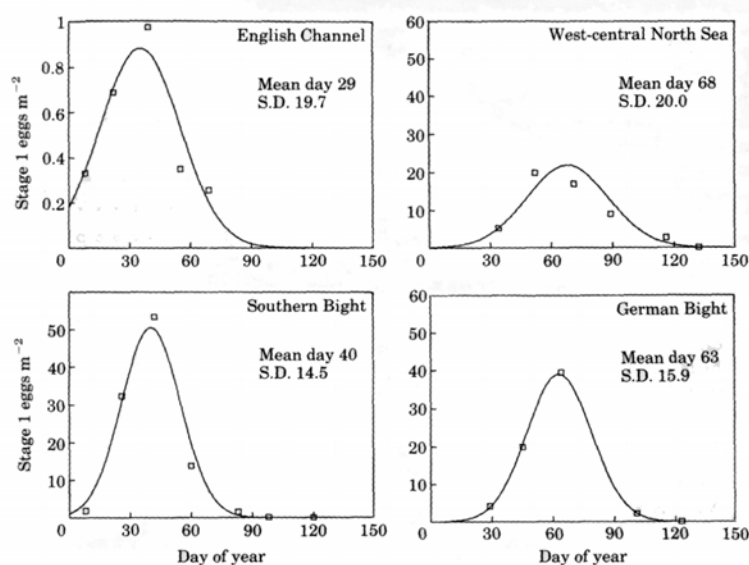 English Channel
Mean day 29
S.D. 19.7
Stage 1 eggs m⁻²
1
0.8
0.6
0.4
0.2
0 30 60 90 120 150
West-central North Sea
Mean day 68
S.D. 20.0
60
50
40
30
20
10
0 30 60 90 120 150
Southern Bight
Mean day 40
S.D. 14.5
Stage 1 eggs m⁻²
50
40
30
20
10
0 30 60 90 120 150
Day of year
German Bight
Mean day 63
S.D. 15.9
60
50
40
30
20
10
0 30 60 90 120 150
Day of year